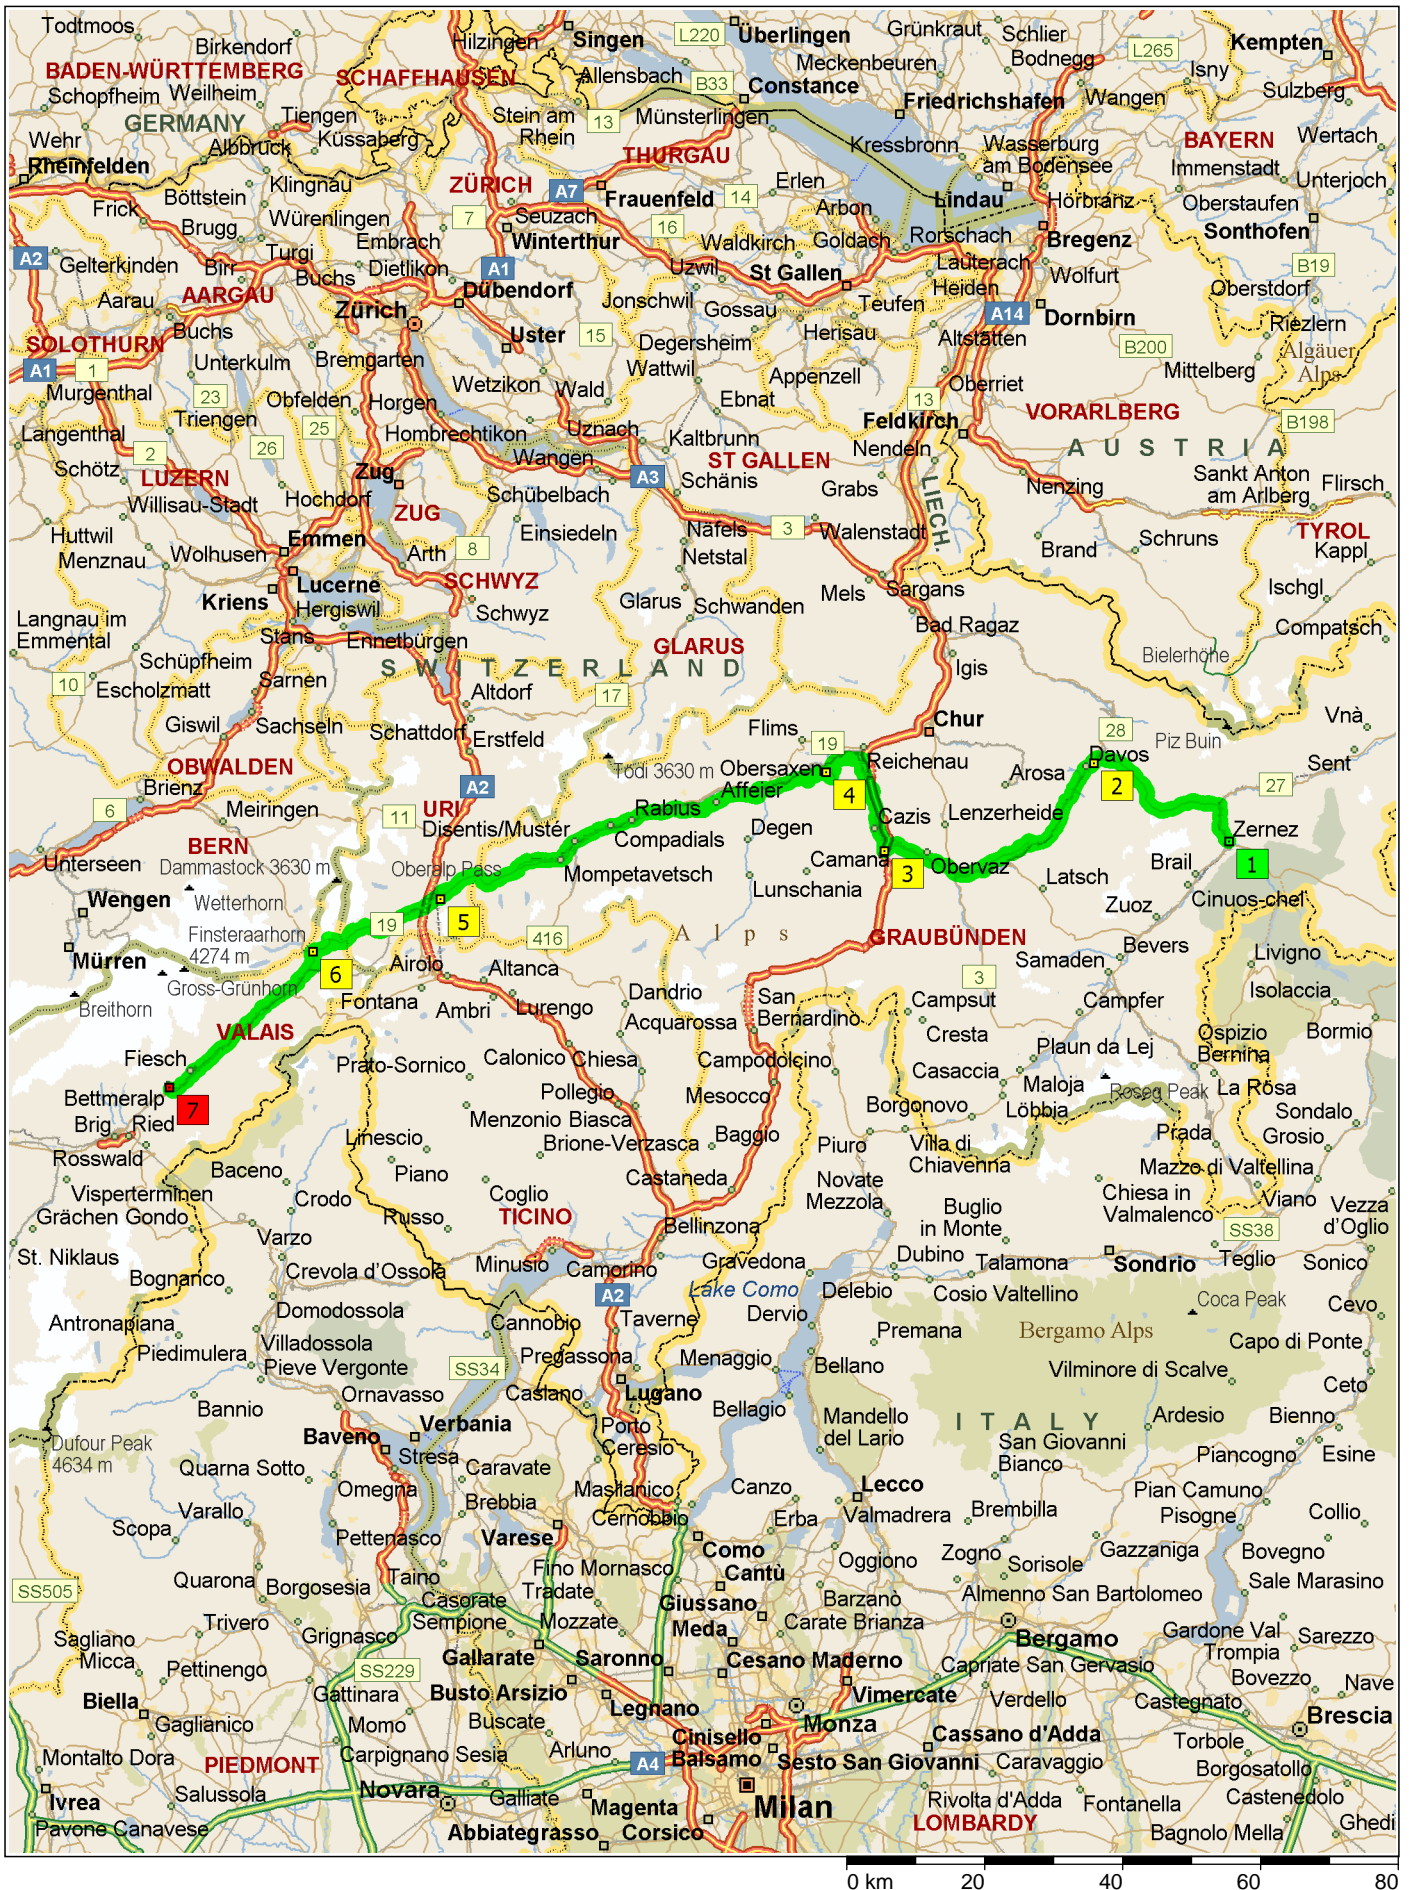 Todtmoos
Birkendorf
Hilzingen
Singen
L220
Überlingen
Grünkraut
Schlier
Bodnegg
L265
Kempten
BADEN-WÜRTTEMBERG
SCHAFFHAUSEN
Allensbach
B33
Constance
Meckenbeuren
Isny
Sulzberg
Schopfheim
Weilheim
Tiengen
Stein am
Rhein
13
Münsterlingen
Friedrichshafen
Wangen
GERMANY
Küssaberg
Wehr
Albbruck
Rheinfelden
THURGAU
Kressbronn
Wasserburg
am Bodensee
BAYERN
Wertach
Immenstadt
Unterjoch
Klingnau
Böttstein
ZÜRICH
A7
Frauenfeld
14
Erlen
Lindau
Hörbranz
Oberstaufen
Frick
Würenlingen
7
Seuzach
16
Arbon
Sonthofen
Brugg
Embrach
Winterthur
Waldkirch
Goldach
Rorschach
Bregenz
A2
Gelterkinden
Birr
Turgi
Buchs
Dietlikon
A1
Uzwil
St Gallen
Lauterach
Wolfurt
B19
Aarau
AARGAU
Dübendorf
Jonschwil
Gossau
Teufen
Heiden
Oberstdorf
Zürich
A14
Dornbirn
Buchs
SOLOTHURN
Uster
15
Degersheim
Herisau
Altstätten
Riezlern
B200
Algäuer
Alps
A1
1
Unterkulm
Bremgarten
Wattwil
Mittelberg
Murgenthal
23
Wetzikon
Wald
Appenzell
Oberriet
Triengen
Obfelden
Horgen
Ebnat
13
VORARLBERG
B198
Langenthal
25
Hombrechtikon
Uznach
Kaltbrunn
Feldkirch
Nendeln
AUSTRIA
2
26
Schötz
LUZERN
Zug
Wangen
A3
ST GALLEN
Schänis
Grabs
LIECH.
Nenzing
Sankt Anton
am Arlberg
Flirsch
Willisau-Stadt
Hochdorf
Schübelbach
ZUG
Einsiedeln
Näfels
3
Walenstadt
TYROL
Huttwil
Emmen
Netstal
Brand
Schruns
Kappl
Menznau
Wolhusen
Arth
8
Lucerne
SCHWYZ
Mels
Sargans
Ischgl
Kriens
Hergiswil
Schwyz
Glarus
Schwanden
Langnau im
Emmental
Stans
Ennetbürgen
Bad Ragaz
Compatsch
GLARUS
Schüpfheim
SWITZERLAND
Igis
Bielerhöhe
10
Escholzmatt
Sarnen
17
Altdorf
Giswil
Sachseln
Schattdorf
Erstfeld
Flims
Chur
28
Piz Buin
Vnà
19
Reichenau
Davos
OBWALDEN
Tödi 3630 m
Obersaxen
Arosa
2
Sent
Brienz
A2
Affeier
4
27
6
Meiringen
11
URI
Rabius
Cazis
Lenzerheide
Disentis/Mustér
Compadials
Degen
Zernez
BERN
Dammastock 3630 m
Camana
3
Obervaz
Brail
1
Unterseen
Oberalp Pass
Mompetavetsch
Lunschania
Latsch
Cinuos-chel
Wengen
Wetterhorn
5
Zuoz
Finsteraarhorn
4274 m
19
416
Alps
GRAUBÜNDEN
Bevers
Livigno
Mürren
6
Airolo
Altanca
Samaden
Gross-Grünhorn
3
Isolaccia
Breithorn
Fontana
Ambri
Lurengo
Dandrio
San
Bernardino
Campsut
Campfer
VALAIS
Acquarossa
Cresta
Ospizio
Bernina
Bormio
Fiesch
Prato-Sornico
Calonico
Chiesa
Campodolcino
Plaun da Lej
Casaccia
Maloja
Roseg Peak
La Rösa
Bettmeralp
7
Pollegio
Mesocco
Borgonovo
Löbbia
Sondalo
Brig
Ried
Menzonio
Biasca
Linescio
Brione-Verzasca
Baggio
Piuro
Villa di
Chiavenna
Prada
Grosio
Rosswald
Baceno
Piano
Castaneda
Novate
Mezzola
Mazzo di Valtellina
Visperterminen
Crodo
Coglio
Buglio
in Monte
Chiesa in
Valmalenco
Viano
Vezza
d'Oglio
Grächen
Gondo
Russo
TICINO
Bellinzona
SS38
Varzo
St. Niklaus
Crevola d'Ossola
Minusio
Camorino
Gravedona
Dubino
Talamona
Sondrio
Teglio
Sonico
Bognanco
Lake Como
Delebio
Cosio Valtellino
Domodossola
A2
Coca Peak
Cevo
Antronapiana
Cannobio
Taverne
Dervio
Premana
Bergamo Alps
Villadossola
Capo di Ponte
Piedimulera
Pieve Vergonte
SS34
Pregassona
Menaggio
Bellano
Vilminore di Scalve
Ornavasso
Caslano
Lugano
Ceto
Bannio
Verbania
Bellagio
Mandello
del Lario
ITALY
Ardesio
Bienno
Dufour Peak
4634 m
Baveno
Stresa
Porto
Ceresio
San Giovanni
Bianco
Piancogno
Esine
Quarna Sotto
Caravate
Omegna
Maslianico
Canzo
Lecco
Pian Camuno
Varallo
Brebbia
Cernobbio
Erba
Valmadrera
Brembilla
Pisogne
Collio
Scopa
Pettenasco
Varese
Como
Oggiono
Zogno
Gazzaniga
Bovegno
Sorisole
Fino Mornasco
Cantù
Quarona
Borgosesia
Taino
Tradate
Sale Marasino
SS505
Casorate
Sempione
Giussano
Barzanò
Almenno San Bartolomeo
Trivero
Grignasco
Mozzate
Meda
Carate Brianza
Bergamo
Gardone Val
Trompia
Sarezzo
Sagliano
Micca
Pettinengo
SS229
Gallarate
Saronno
Cesano Maderno
Capriate San Gervasio
Bovezzo
Nave
Biella
Gattinara
Busto Arsizio
Legnano
Vimercate
Verdello
Castegnato
Gaglianico
Momo
Buscate
Cinisello
Balsamo
Monza
Brescia
Cassano d'Adda
Montalto Dora
PIEDMONT
Carpignano Sesia
Arluno
A4
Sesto San Giovanni
Caravaggio
Torbole
Borgosatollo
Ivrea
Salussola
Novara
Galliate
Magenta
Milan
Rivolta d'Adda
Fontanella
Castenedolo
Pavone Canavese
Abbiategrasso
Corsico
LOMBARDY
Bagnolo Mella
Ghedi
0 km
20
40
60
80